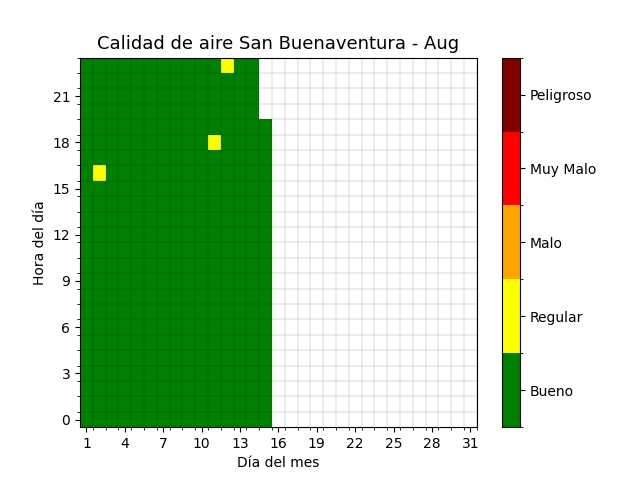 Calidad de aire San Buenaventura - Aug
Hora del día
21
18
15
12
9
6
3
0
1 4 7 10 13 16 19 22 25 28 31
Día del mes
Peligroso
Muy Malo
Malo
Regular
Bueno